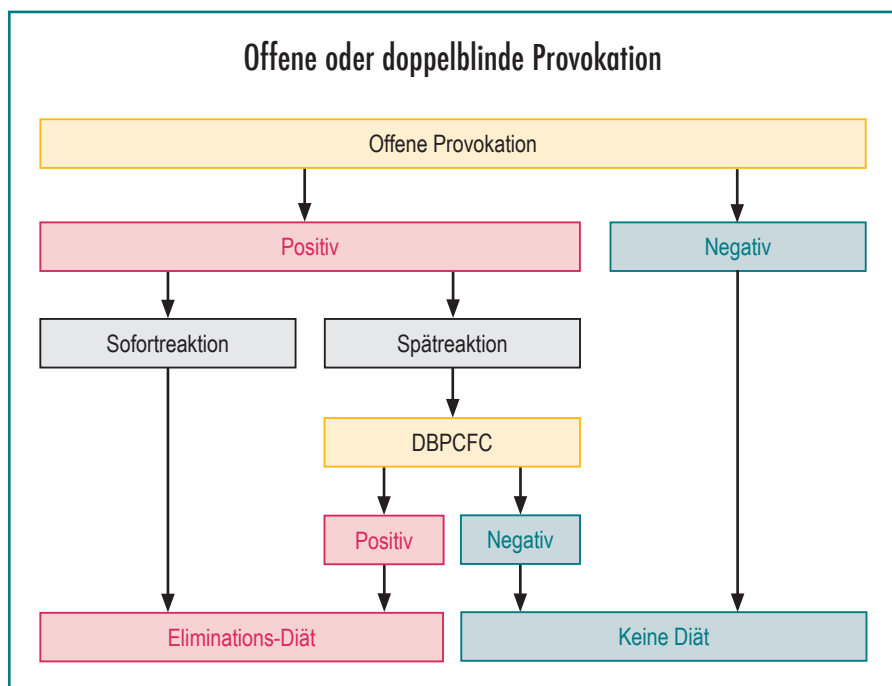 Offene oder doppelblinde Provokation
Offene Provokation
Positiv
Negativ
Sofortreaktion
Spätreaktion
DBPCFC
Positiv
Negativ
Eliminations-Diät
Keine Diät